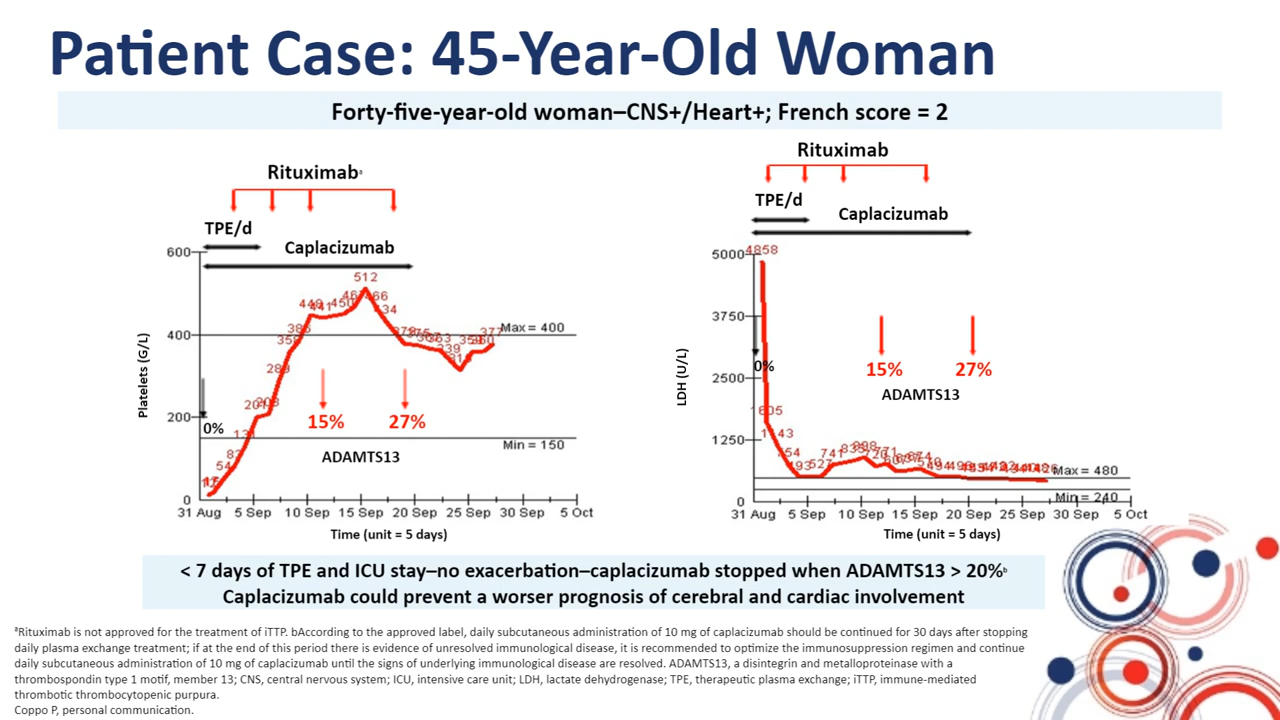 Patient Case: 45-Year-Old Woman
Forty-five-year-old woman–CNS+/Heart+; French score = 2
Rituximabᵃ
TPE/d
Caplacizumab
Platelets (G/L)
600
400
200
0
512
Max = 400
Min = 150
0%
54
201
15%
27%
ADAMTS13
31 Aug
5 Sep
10 Sep
15 Sep
20 Sep
25 Sep
30 Sep
5 Oct
Time (unit = 5 days)
Rituximab
TPE/d
Caplacizumab
LDH (U/L)
5000
3750
2500
1250
0
4858
0%
15%
27%
ADAMTS13
527
741
Max = 480
Min = 240
31 Aug
5 Sep
10 Sep
15 Sep
20 Sep
25 Sep
30 Sep
5 Oct
Time (unit = 5 days)
< 7 days of TPE and ICU stay–no exacerbation–caplacizumab stopped when ADAMTS13 > 20%ᵇ
Caplacizumab could prevent a worser prognosis of cerebral and cardiac involvement
ᵃRituximab is not approved for the treatment of iTTP. bAccording to the approved label, daily subcutaneous administration of 10 mg of caplacizumab should be continued for 30 days after stopping
daily plasma exchange treatment; if at the end of this period there is evidence of unresolved immunological disease, it is recommended to optimize the immunosuppression regimen and continue
daily subcutaneous administration of 10 mg of caplacizumab until the signs of underlying immunological disease are resolved. ADAMTS13, a disintegrin and metalloproteinase with a
thrombospondin type 1 motif, member 13; CNS, central nervous system; ICU, intensive care unit; LDH, lactate dehydrogenase; TPE, therapeutic plasma exchange; iTTP, immune-mediated
thrombotic thrombocytopenic purpura.
Coppo P, personal communication.